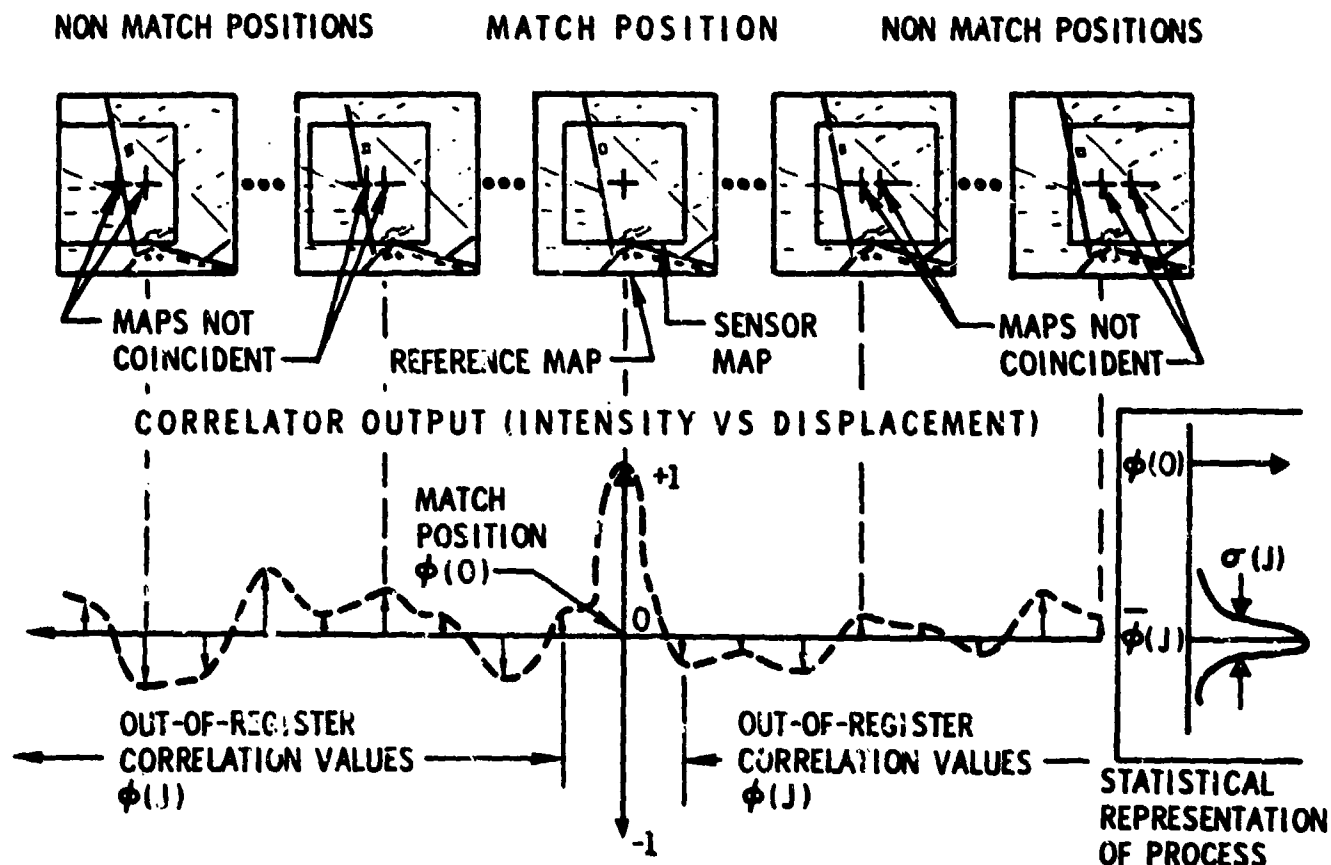 NON MATCH POSITIONS
MATCH POSITION
NON MATCH POSITIONS
MAPS NOT
COINCIDENT
REFERENCE MAP
SENSOR
MAP
MAPS NOT
COINCIDENT
CORRELATOR OUTPUT (INTENSITY VS DISPLACEMENT)
+1
MATCH
POSITION
ϕ(0)
0
-1
OUT-OF-REGISTER
CORRELATION VALUES
ϕ(J)
OUT-OF-REGISTER
CORRELATION VALUES
ϕ(J)
ϕ(0)
σ(J)
ϕ̅(J)
STATISTICAL
REPRESENTATION
OF PROCESS